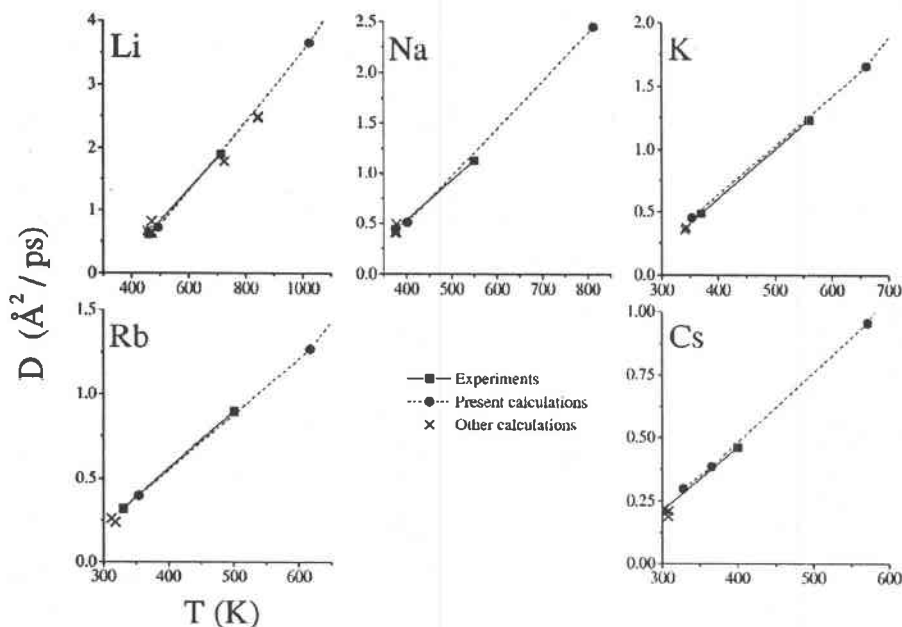 Li
4
3
2
1
0
400 600 800 1000
Na
2.5
2.0
1.5
1.0
0.5
0.0
400 500 600 700 800
K
2.0
1.5
1.0
0.5
0.0
300 400 500 600 700
D (Å²/ps)
Rb
1.5
1.0
0.5
0.0
300 400 500 600
T (K)
Experiments
Present calculations
Other calculations
Cs
1.00
0.75
0.50
0.25
0.00
300 400 500 600